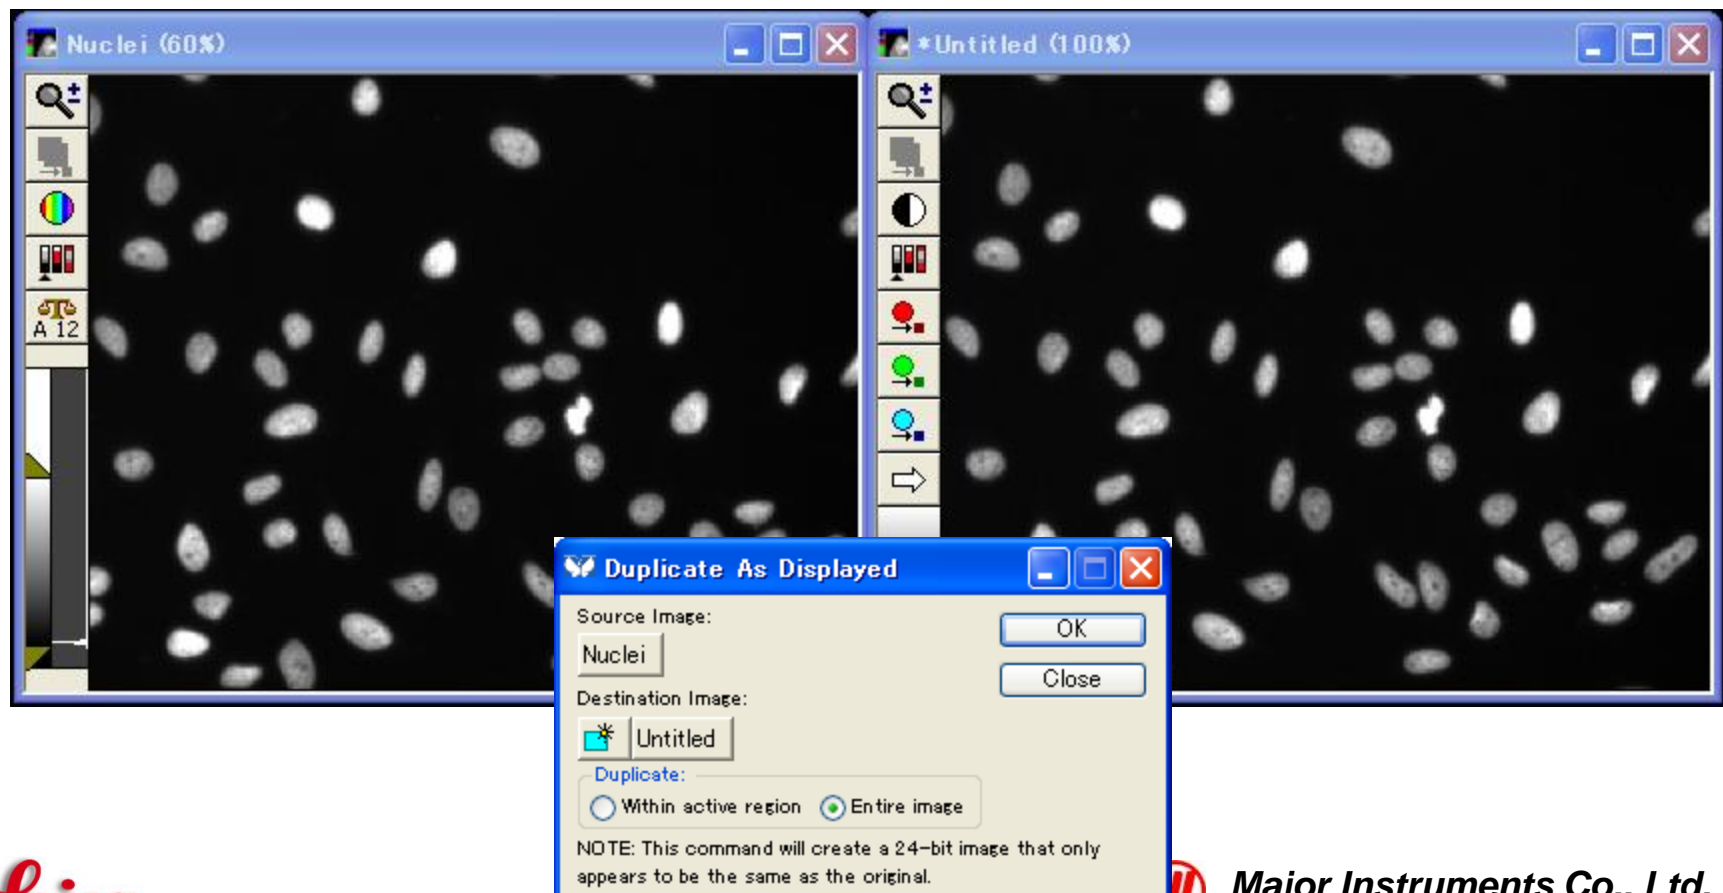 Nuclei (60%)
*Untitled (100%)
A 12
Duplicate As Displayed
Source Image:
OK
Nuclei
Close
Destination Image:
Untitled
Duplicate:
Within active region
Entire image
NOTE: This command will create a 24-bit image that only
appears to be the same as the original.
Major Instruments Co., Ltd.